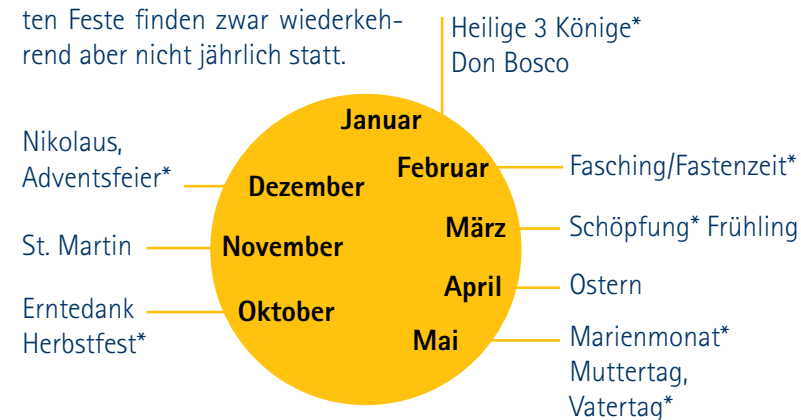 ten Feste finden zwar wiederkeh-
rend aber nicht jährlich statt.
Heilige 3 Könige*
Don Bosco
Januar
Februar
Fasching/Fastenzeit*
März
Schöpfung* Frühling
April
Ostern
Mai
Marienmonat*
Muttertag,
Vatertag*
Oktober
Erntedank
Herbstfest*
November
St. Martin
Dezember
Nikolaus,
Adventsfeier*